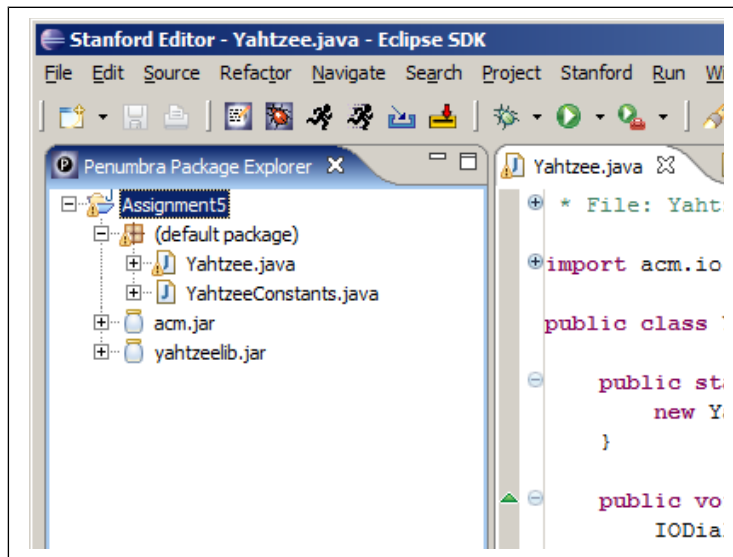 Stanford Editor - Yahtzee.java - Eclipse SDK
File Edit Source Refactor Navigate Search Project Stanford Run
Penumbra Package Explorer
Yahtzee.java
Assignment5
(default package)
Yahtzee.java
YahtzeeConstants.java
acm.jar
yahtzeelib.jar
* File: Yaht
import acm.io
public class
public sta
new Ya
}
public vo
IODia